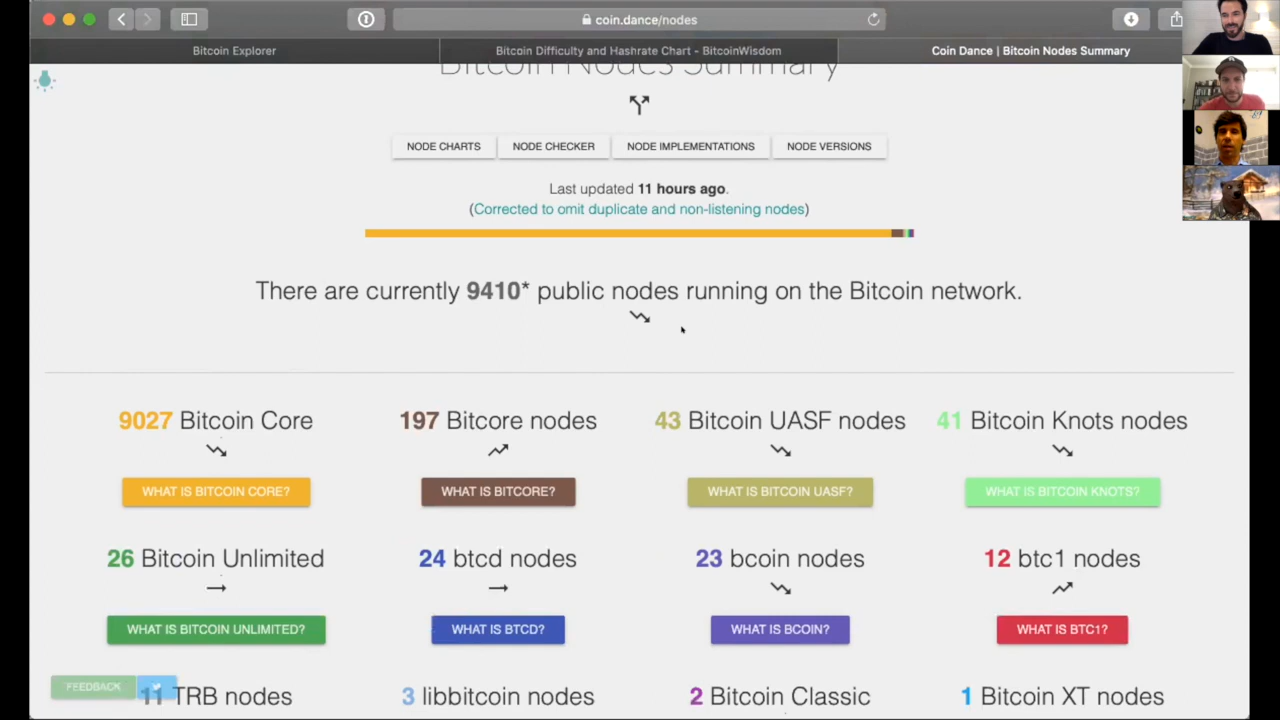 coin.dance/nodes
Bitcoin Explorer
Bitcoin Difficulty and Hashrate Chart - BitcoinWisdom
Coin Dance | Bitcoin Nodes Summary
Bitcoin Nodes Summary
NODE CHARTS
NODE CHECKER
NODE IMPLEMENTATIONS
NODE VERSIONS
Last updated 11 hours ago.
(Corrected to omit duplicate and non-listening nodes)
There are currently 9410* public nodes running on the Bitcoin network.
9027 Bitcoin Core
197 Bitcore nodes
43 Bitcoin UASF nodes
41 Bitcoin Knots nodes
WHAT IS BITCOIN CORE?
WHAT IS BITCORE?
WHAT IS BITCOIN UASF?
WHAT IS BITCOIN KNOTS?
26 Bitcoin Unlimited
24 btcd nodes
23 bcoin nodes
12 btc1 nodes
WHAT IS BITCOIN UNLIMITED?
WHAT IS BTCD?
WHAT IS BCOIN?
WHAT IS BTC1?
FEEDBACK
11 TRB nodes
3 libbitcoin nodes
2 Bitcoin Classic
1 Bitcoin XT nodes